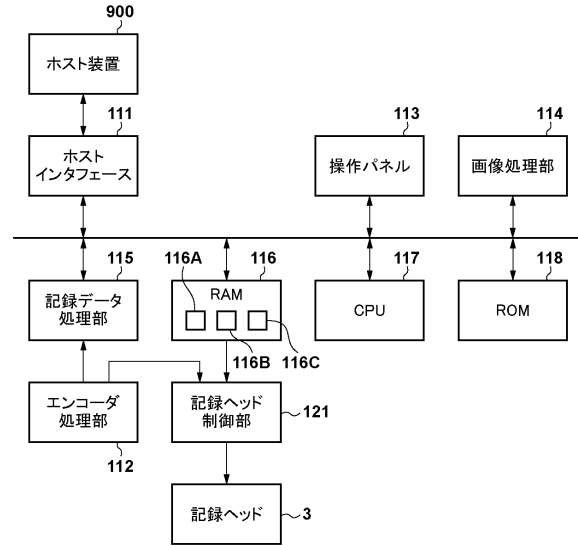 900
ホスト装置
111
113
114
ホスト
インタフェース
操作パネル
画像処理部
115
116A
116
117
118
記録データ
処理部
RAM
CPU
ROM
116B
116C
エンコーダ
処理部
記録ヘッド
制御部
121
112
記録ヘッド
3